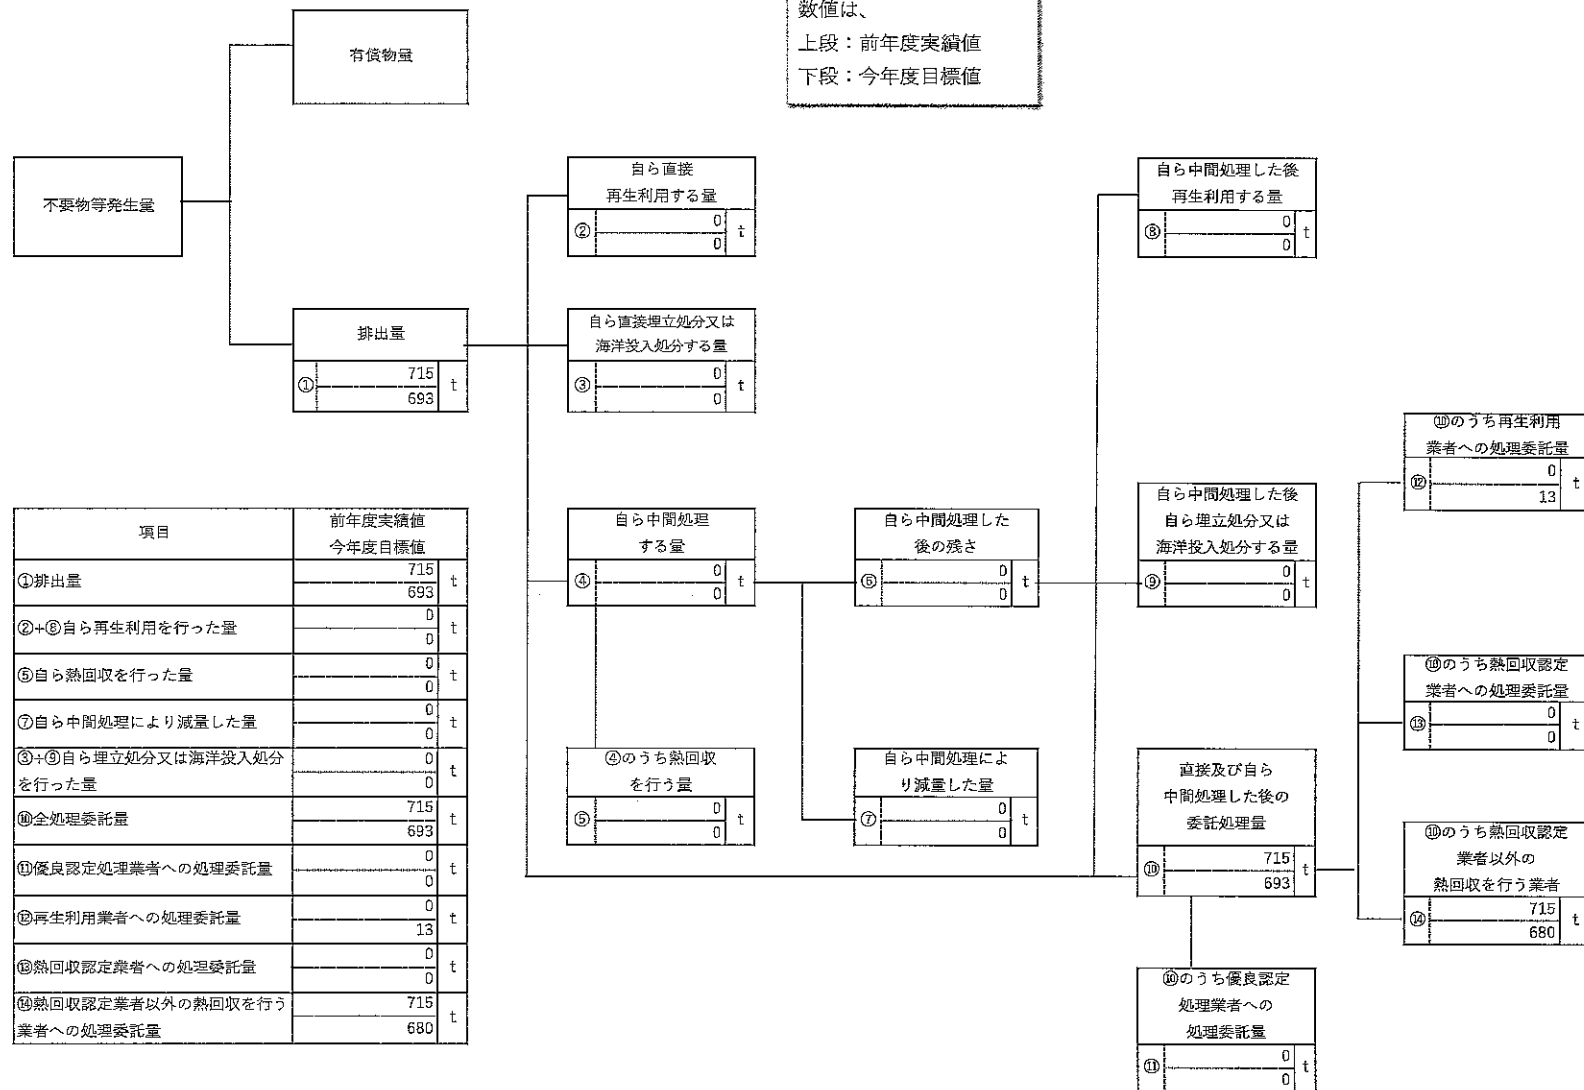 数値は、
上段：前年度実績値
下段：今年度目標値
有償物量
不要物等発生量
自ら直接
再生利用する量
② 0 t
0
自ら中間処理した後
再生利用する量
⑧ 0 t
0
排出量
① 715 t
693
自ら直接埋立処分又は
海洋投入処分する量
③ 0 t
0
⑩のうち再生利用
業者への処理委託量
⑫ 0 t
13
自ら中間処理
する量
④ 0 t
0
自ら中間処理した
後の残さ
⑥ 0 t
0
自ら中間処理した後
自ら埋立処分又は
海洋投入処分する量
⑨ 0 t
0
⑩のうち熱回収認定
業者への処理委託量
⑬ 0 t
0
④のうち熱回収
を行う量
⑤ 0 t
0
自ら中間処理によ
り減量した量
⑦ 0 t
0
直接及び自ら
中間処理した後の
委託処理量
⑩ 715 t
693
⑩のうち熱回収認定
業者以外の
熱回収を行う業者
⑭ 715 t
680
⑩のうち優良認定
処理業者への
処理委託量
⑪ 0 t
0
項目 前年度実績値
今年度目標値
①排出量 715 t
693
②+⑧自ら再生利用を行った量 0 t
0
⑤自ら熱回収を行った量 0 t
0
⑦自ら中間処理により減量した量 0 t
0
③+⑨自ら埋立処分又は海洋投入処分 0 t
を行った量 0
⑩全処理委託量 715 t
693
⑪優良認定処理業者への処理委託量 0 t
0
⑫再生利用業者への処理委託量 0 t
13
⑬熱回収認定業者への処理委託量 0 t
0
⑭熱回収認定業者以外の熱回収を行う 715 t
業者への処理委託量 680